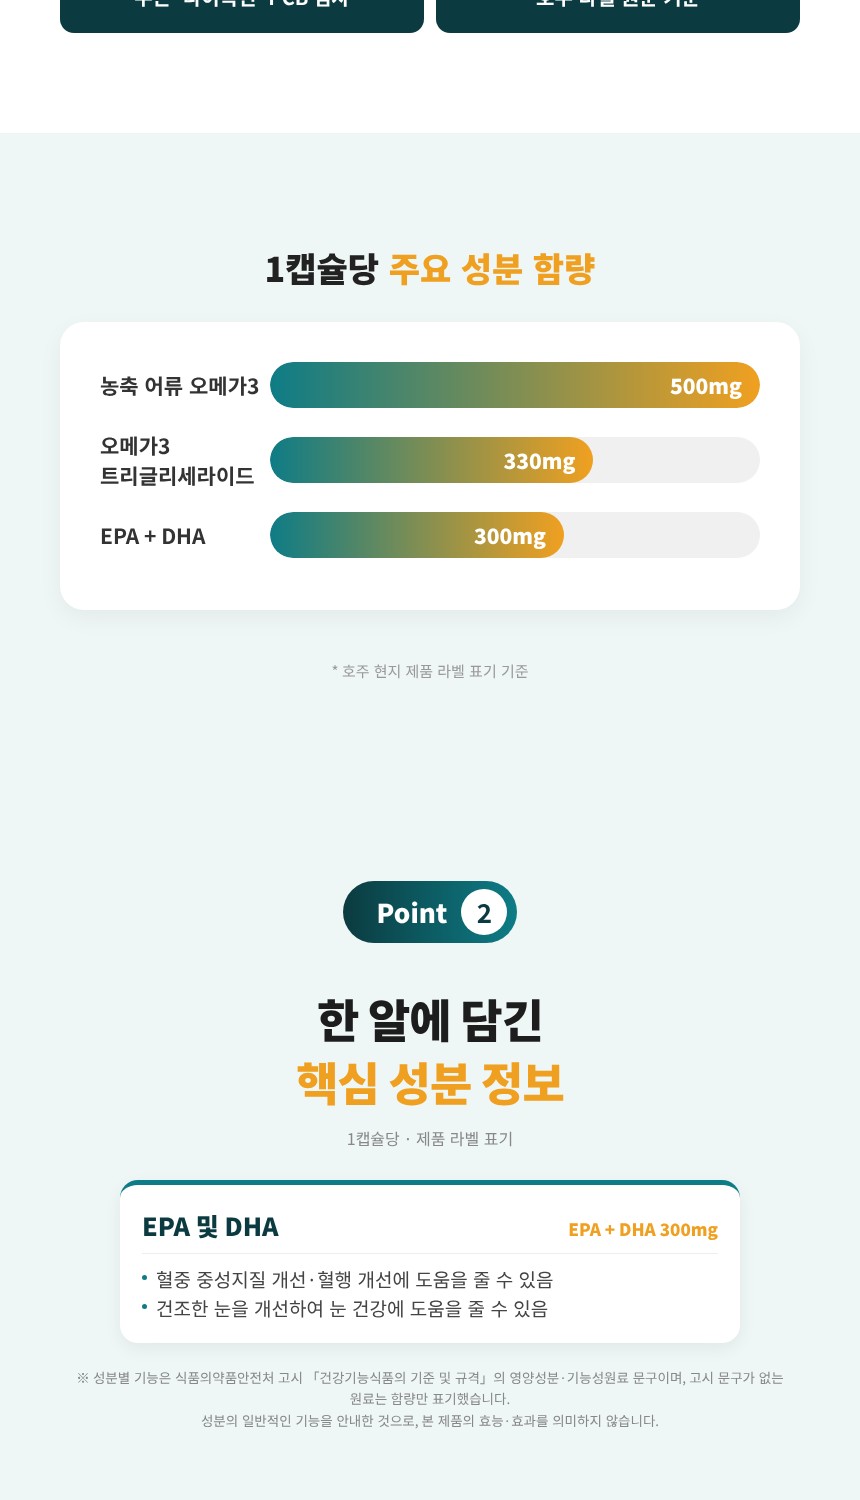 1캡슐당 주요 성분 함량
농축 어류 오메가3
500mg
오메가3
트리글리세라이드
330mg
EPA + DHA
300mg
* 호주 현지 제품 라벨 표기 기준
Point 2
한 알에 담긴
핵심 성분 정보
1캡슐당 · 제품 라벨 표기
EPA 및 DHA
EPA + DHA 300mg
• 혈중 중성지질 개선·혈행 개선에 도움을 줄 수 있음
• 건조한 눈을 개선하여 눈 건강에 도움을 줄 수 있음
※ 성분별 기능은 식품의약품안전처 고시 「건강기능식품의 기준 및 규격」의 영양성분·기능성원료 문구이며, 고시 문구가 없는
원료는 함량만 표기했습니다.
성분의 일반적인 기능을 안내한 것으로, 본 제품의 효능·효과를 의미하지 않습니다.